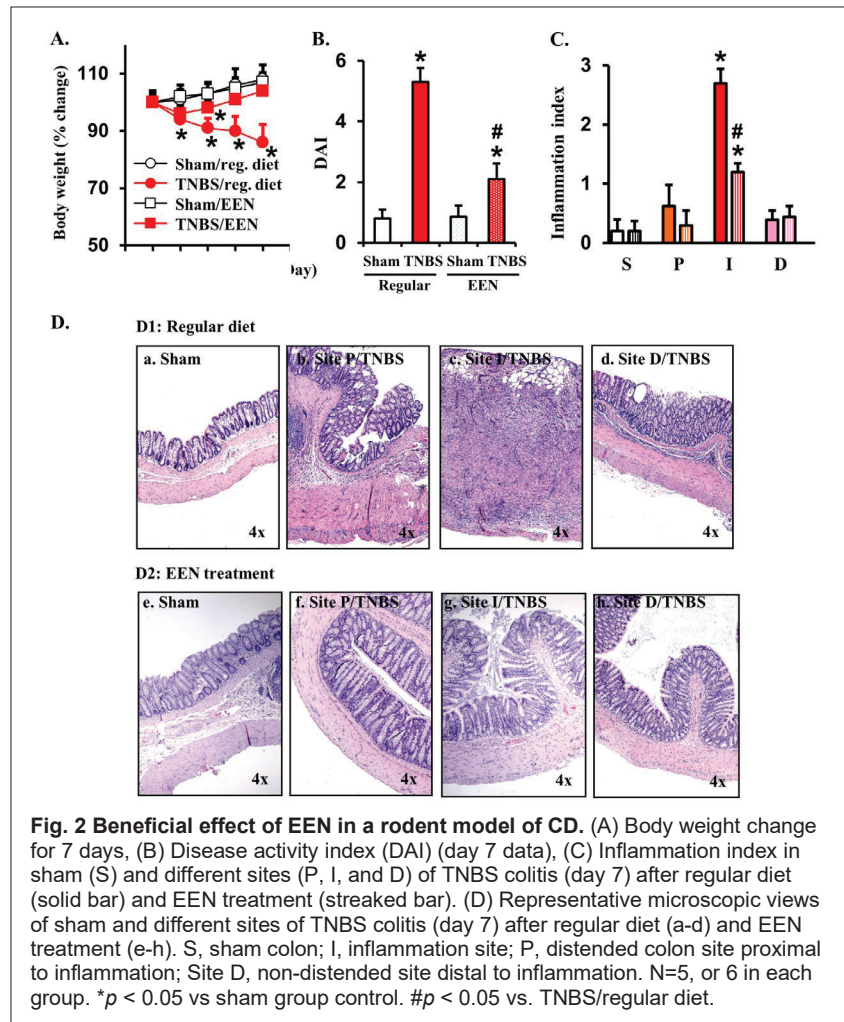 A.
B.
C.
Body weight (% change)
110
90
70
50
*
*
*
*
*
Sham/reg. diet
TNBS/reg. diet
Sham/EEN
TNBS/EEN
Day)
DAI
6
4
2
0
*
#
*
Sham TNBS Sham TNBS
Regular EEN
Inflammation index
3
2
1
0
*
#
*
S P I D
D.
D1: Regular diet
a. Sham
b. Site P/TNBS
c. Site I/TNBS
d. Site D/TNBS
4x
4x
4x
4x
D2: EEN treatment
e. Sham
f. Site P/TNBS
g. Site I/TNBS
h. Site D/TNBS
4x
4x
4x
4x
Fig. 2 Beneficial effect of EEN in a rodent model of CD. (A) Body weight change
for 7 days, (B) Disease activity index (DAI) (day 7 data), (C) Inflammation index in
sham (S) and different sites (P, I, and D) of TNBS colitis (day 7) after regular diet
(solid bar) and EEN treatment (streaked bar). (D) Representative microscopic views
of sham and different sites of TNBS colitis (day 7) after regular diet (a-d) and EEN
treatment (e-h). S, sham colon; I, inflammation site; P, distended colon site proximal
to inflammation; Site D, non-distended site distal to inflammation. N=5, or 6 in each
group. *p < 0.05 vs sham group control. #p < 0.05 vs. TNBS/regular diet.